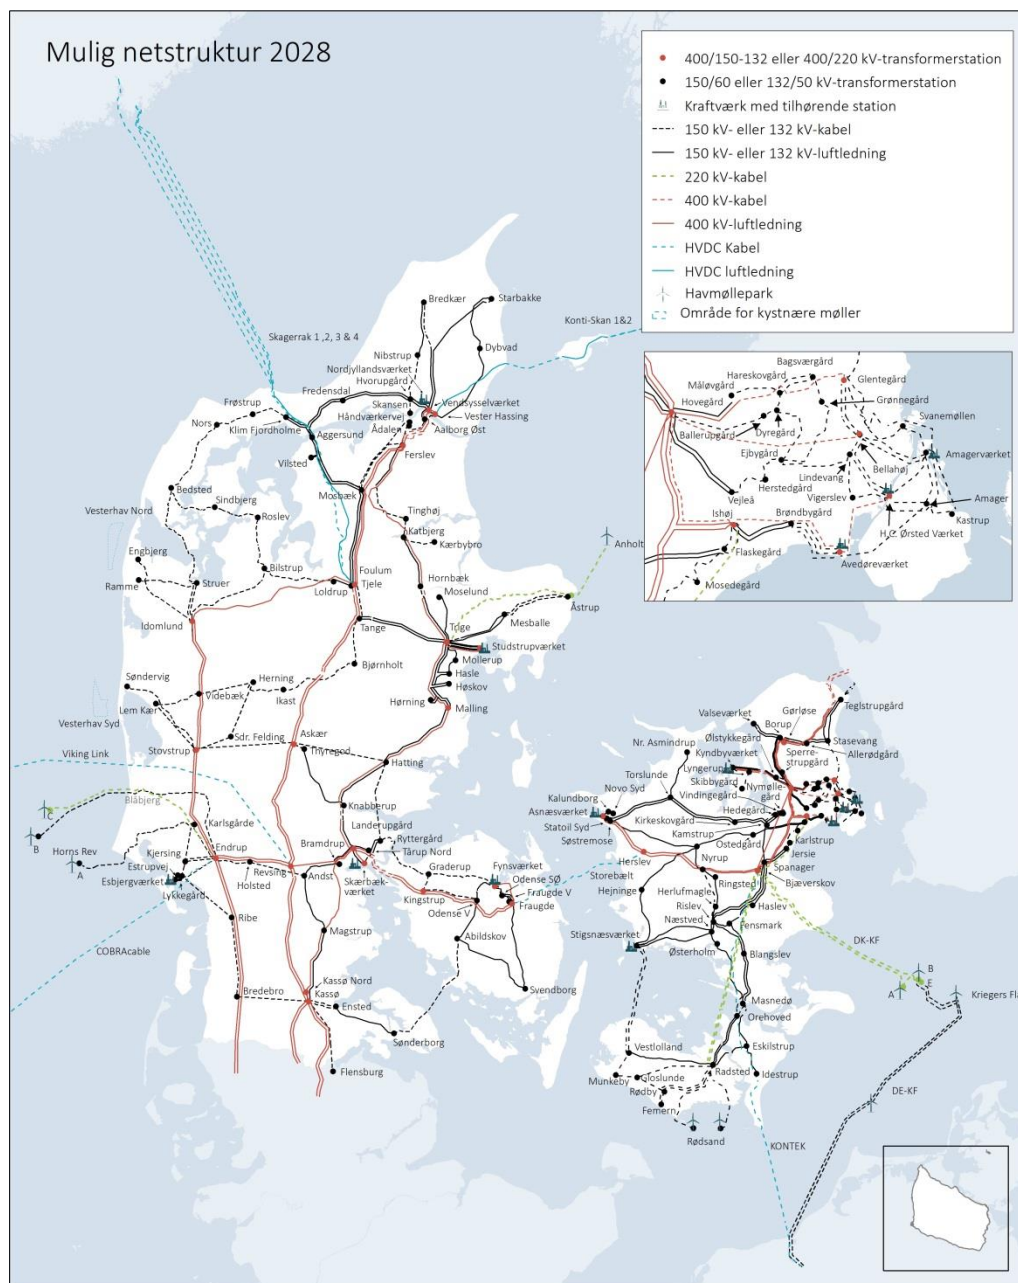 Mulig netstruktur 2028
400/150-132 eller 400/220 kV-transformerstation
150/60 eller 132/50 kV-transformerstation
Kraftværk med tilhørende station
150 kV- eller 132 kV-kabel
150 kV- eller 132 kV-luftledning
220 kV-kabel
400 kV-kabel
400 kV-luftledning
HVDC Kabel
HVDC luftledning
Havmøllepark
Område for kystnære møller
Bredkær
Starbakke
Konti-Skan 1&2
Skagerrak 1 ,2, 3 & 4
Nibstrup
Dybvad
Nordjyllandsværket
Hvorupgård
Fredensdal
Skansen
Vendsysselværket
Frøstrup
Håndværkervej
Vester Hassing
Nors
Klim Fjordholme
Ådalen
Aalborg Øst
Aggersund
Ferslev
Vilsted
Bedsted
Mosbæk
Sindbjerg
Vesterhav Nord
Roslev
Tinghøj
Katbjerg
Kærbybro
Anholt
Engbjerg
Bilstrup
Foulum
Ramme
Struer
Loldrup
Tjele
Hornbæk
Moselund
Åstrup
Idomlund
Tange
Trige
Mesballe
Studstrupværket
Bjørnholt
Mollerup
Hasle
Søndervig
Herning
Høskov
Lem Kær
Videbæk
Ikast
Hørning
Malling
Vesterhav Syd
Sdr. Felding
Askær
Stovstrup
Thyregod
Viking Link
Hatting
Blåbjerg
C
Knabberup
B
Karlsgårde
Landerupgård
Horns Rev
Kjersing
Endrup
Bramdrup
Ryttergård
A
Estrupvej
Revsing
Tårup Nord
Esbjergværket
Holsted
Andst
Skærbæk-
værket
Graderup
Fynsværket
Lykkegård
Odense SØ
Kingstrup
Fraugde V
Ribe
Odense V
Fraugde
Magstrup
Abildskov
COBRAcable
Kassø Nord
Svendborg
Bredebro
Kassø
Ensted
Sønderborg
Flensburg
Bagsværgård
Hareskovgård
Måløvgård
Glentegård
Hovegård
Grønnegård
Svanemøllen
Ballerupgård
Dyregård
Ejbygård
Amagerværket
Lindevang
Bellahøj
Herstedgård
Vigerslev
Vejleå
Amager
Ishøj
Brøndbygård
Kastrup
H.C. Ørsted Værket
Flaskegård
Avedøreværket
Mosedegård
Teglstrupgård
Gørløse
Valseværket
Borup
Ølstykkegård
Stasevang
Nr. Asmindrup
Kyndbyværket
Sperre-
strupgård
Allerødgård
Lyngerup
Torslunde
Skibbygård
Nymølle-
gård
Kalundborg
Novo Syd
Vindingegård
Asnæsværket
Hedegård
Statoil Syd
Kirkeskovgård
Karlstrup
Søstremose
Kamstrup
Ostedgård
Jersie
Herslev
Nyrup
Spanager
Storebælt
Ringsted
Bjæverskov
Hejninge
Herlufmagle
Rislev
Haslev
Næstved
Fensmark
DK-KF
Stigsnæsværket
Østerholm
Blangslev
B
E
A
Kriegers Fla
Masnedø
Orehoved
Vestlolland
Eskilstrup
Radsted
Munkeby
Gloslunde
Idestrup
Rødby
DE-KF
Femern
Rødsand
KONTEK